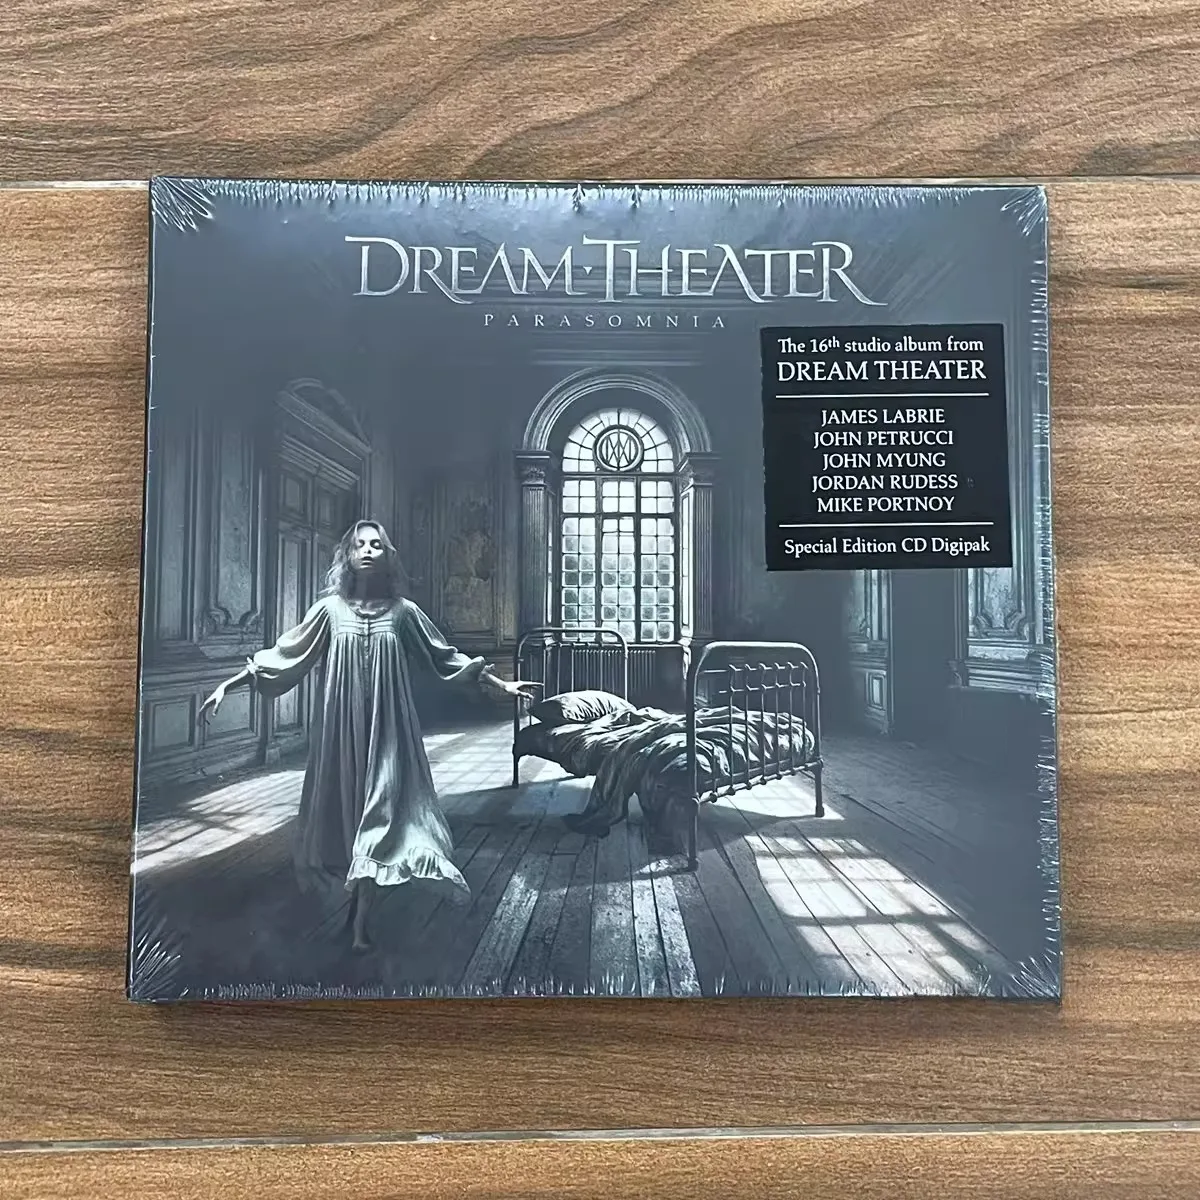 DREAM·THEATER
PARASOMNIA
The 16th studio album from
DREAM THEATER
JAMES LABRIE
JOHN PETRUCCI
JOHN MYUNG
JORDAN RUDESS
MIKE PORTNOY
Special Edition CD Digipak